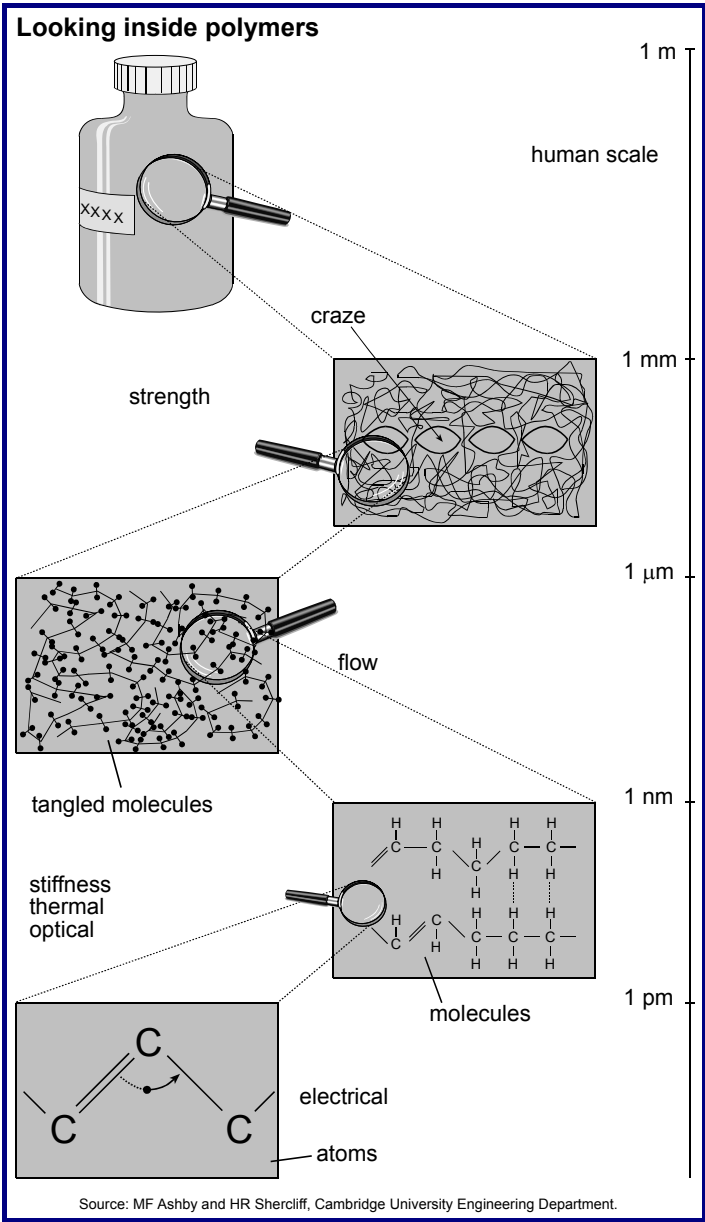 Looking inside polymers
1 m
human scale
XXXX
craze
1 mm
strength
1 μm
flow
tangled molecules
1 nm
H H H H H
C C C C C
H H H H
stiffness
thermal
optical
H H H H H
C C C C C
H H H H
molecules
1 pm
C
C C
electrical
atoms
Source: MF Ashby and HR Shercliff, Cambridge University Engineering Department.